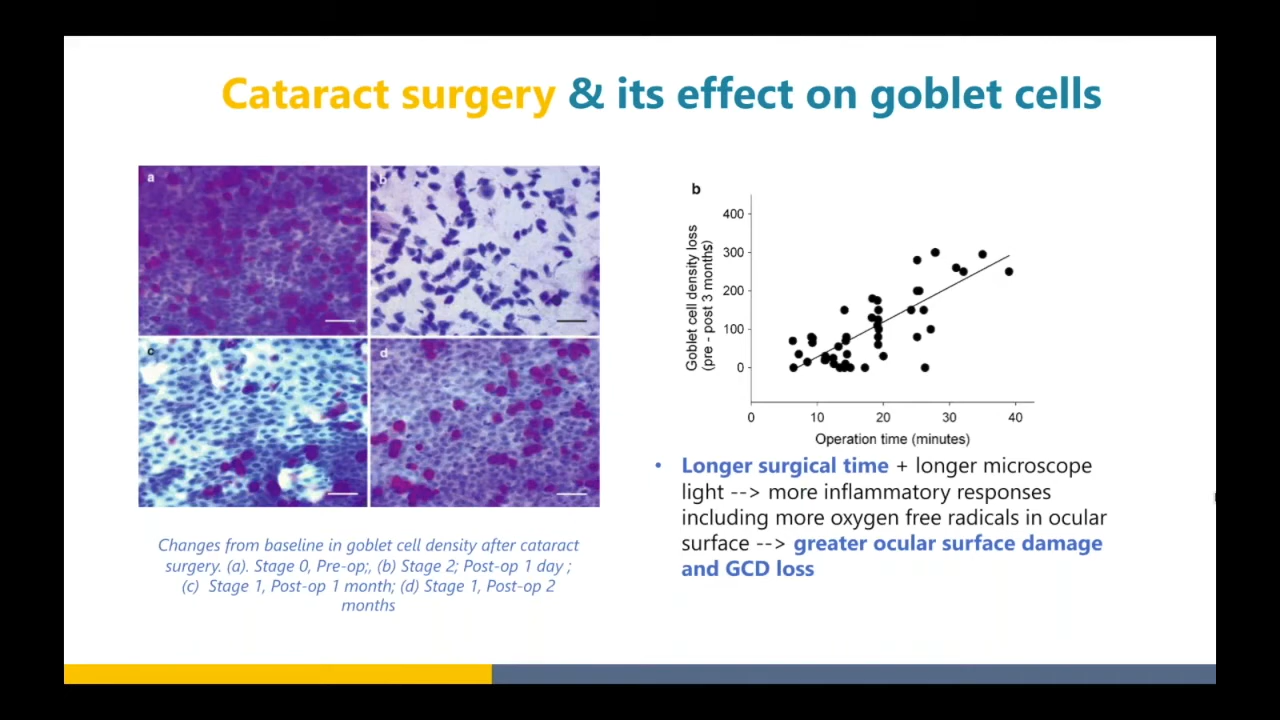 Cataract surgery & its effect on goblet cells
a
b
c
d
Changes from baseline in goblet cell density after cataract
surgery. (a). Stage 0, Pre-op;, (b) Stage 2; Post-op 1 day ;
(c) Stage 1, Post-op 1 month; (d) Stage 1, Post-op 2
months
b
Goblet cell density loss
(pre - post 3 months)
400
300
200
100
0
0 10 20 30 40
Operation time (minutes)
• Longer surgical time + longer microscope
light --> more inflammatory responses
including more oxygen free radicals in ocular
surface --> greater ocular surface damage
and GCD loss